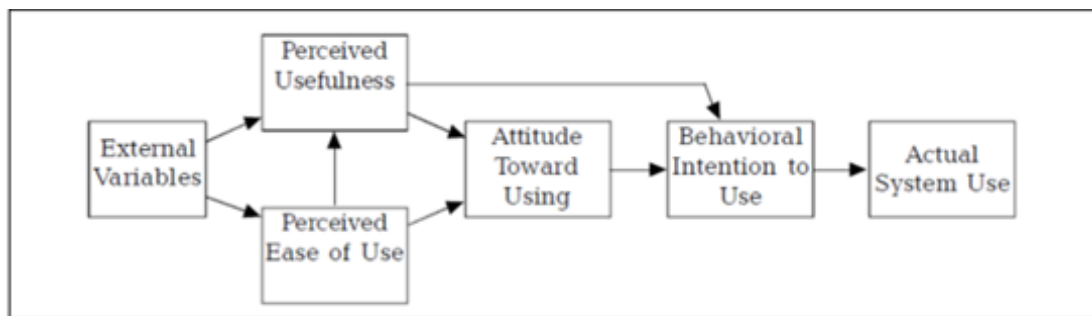 Perceived
Usefulness
External
Variables
Perceived
Ease of Use
Attitude
Toward
Using
Behavioral
Intention to
Use
Actual
System Use